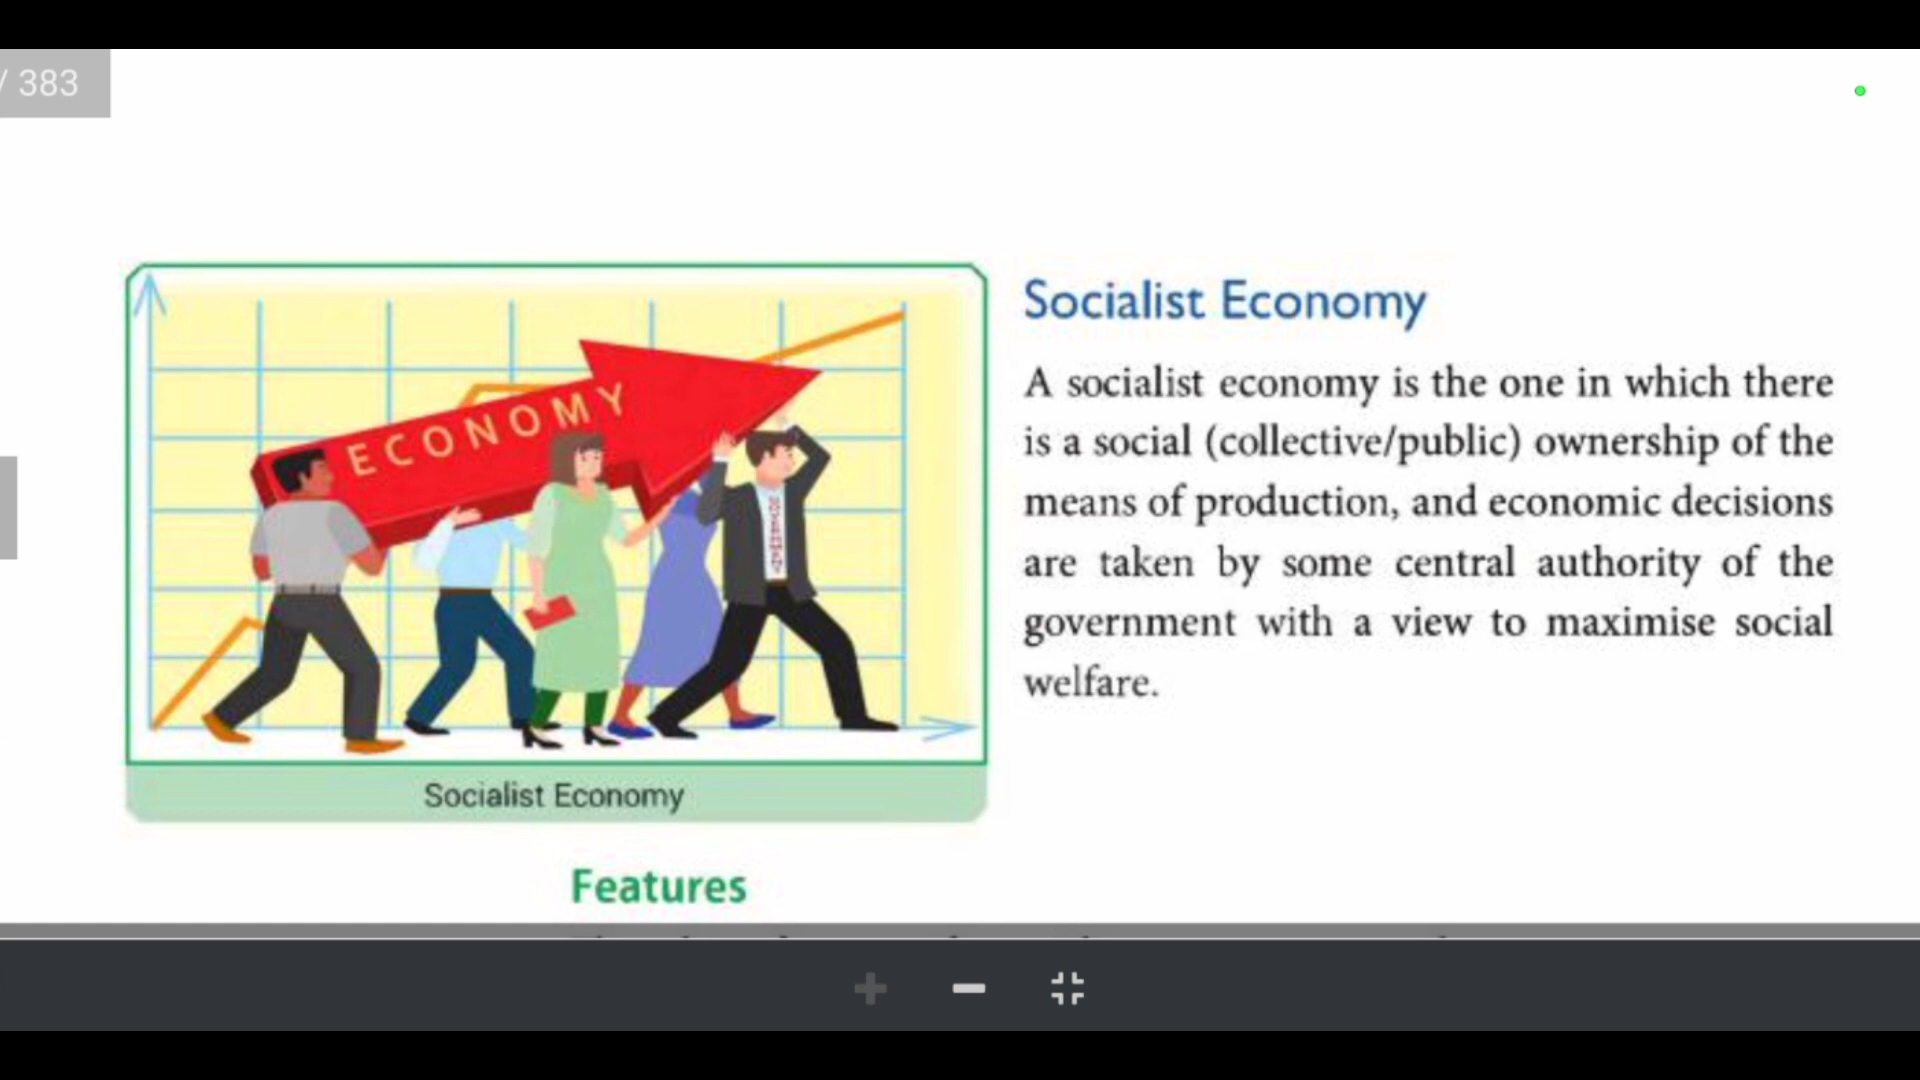 / 383
ECONOMY
GOVERNMENT
Socialist Economy
Socialist Economy
A socialist economy is the one in which there
is a social (collective/public) ownership of the
means of production, and economic decisions
are taken by some central authority of the
government with a view to maximise social
welfare.
Features